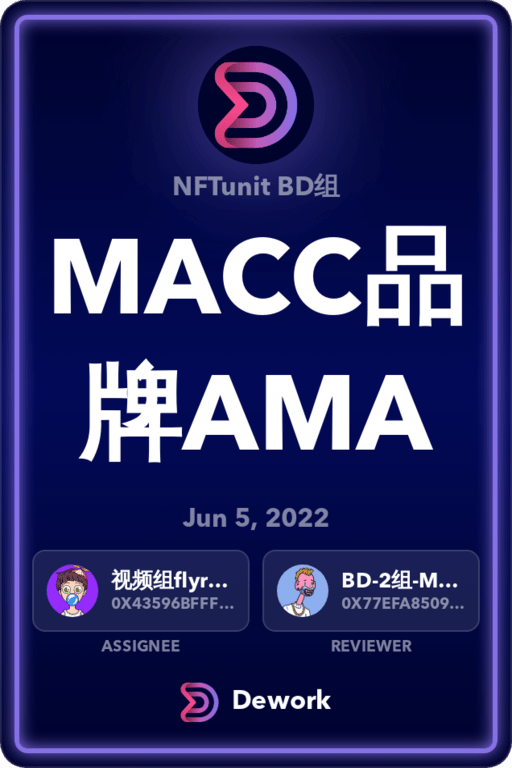 NFTunit BD组
MACC品
牌AMA
Jun 5, 2022
视频组flyr...
0X43596BFFF...
ASSIGNEE
BD-2组-M...
0X77EFA8509...
REVIEWER
Dework